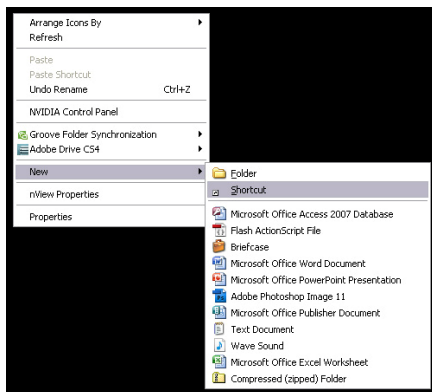 Arrange Icons By
Refresh
Paste
Paste Shortcut
Undo Rename Ctrl+Z
NVIDIA Control Panel
Groove Folder Synchronization
Adobe Drive CS4
New
nView Properties
Properties
Folder
Shortcut
Microsoft Office Access 2007 Database
Flash ActionScript File
Briefcase
Microsoft Office Word Document
Microsoft Office PowerPoint Presentation
Adobe Photoshop Image 11
Microsoft Office Publisher Document
Text Document
Wave Sound
Microsoft Office Excel Worksheet
Compressed (zipped) Folder